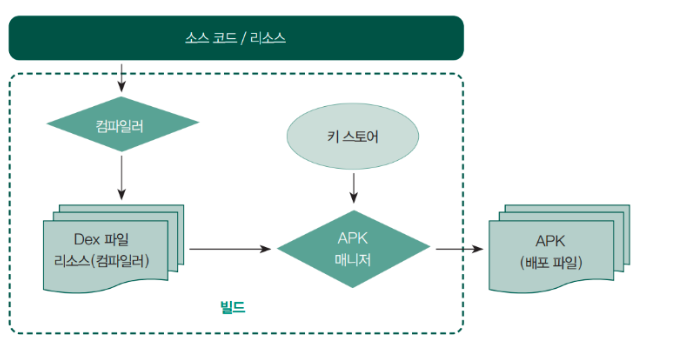 소스 코드 / 리소스
컴파일러
키 스토어
Dex 파일
리소스(컴파일러)
APK
매니저
APK
(배포 파일)
빌드